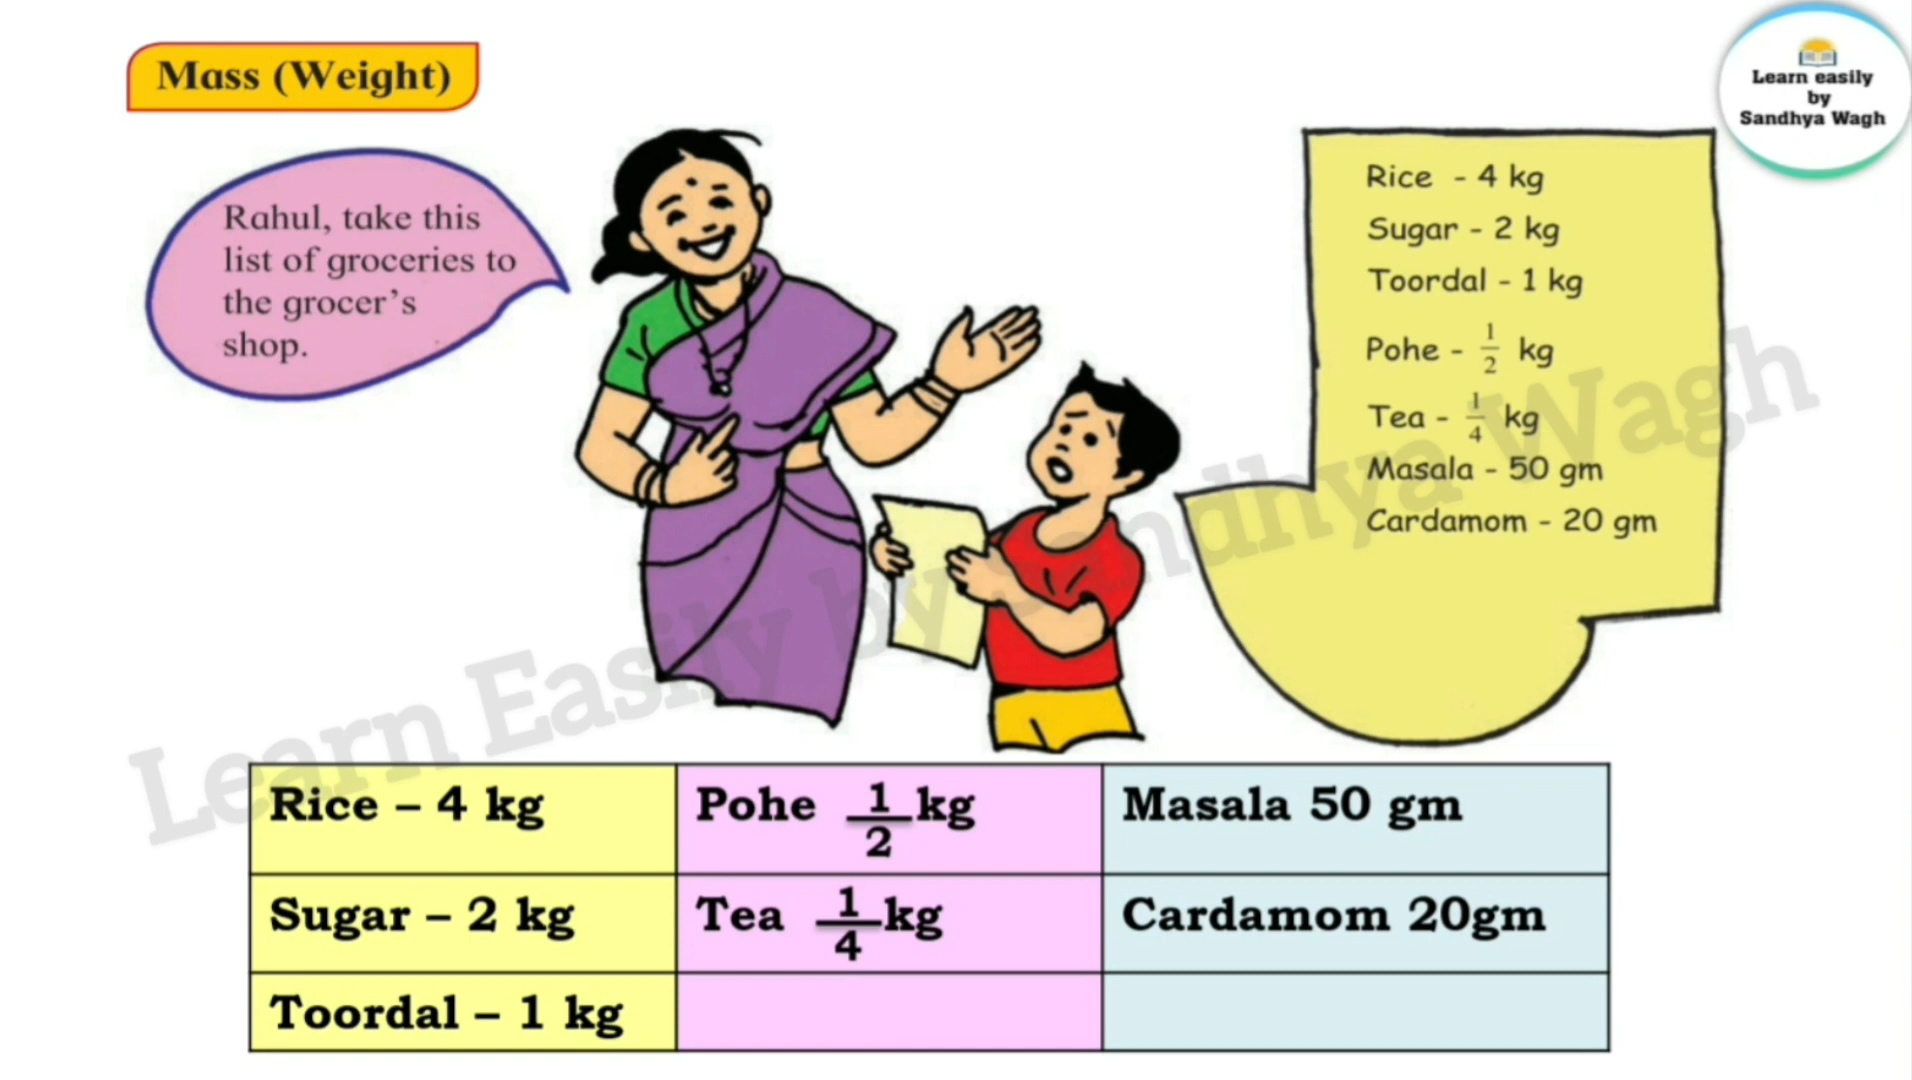 Mass (Weight)
Learn easily
by
Sandhya Wagh
Rahul, take this
list of groceries to
the grocer's
shop.
Rice - 4 kg
Sugar - 2 kg
Toordal - 1 kg
Pohe - 1/2 kg
Tea - 1/4 kg
Masala - 50 gm
Cardamom - 20 gm
Learn Easily by Sandhya Wagh
Rice – 4 kg
Pohe 1/2 kg
Masala 50 gm
Sugar – 2 kg
Tea 1/4 kg
Cardamom 20gm
Toordal – 1 kg